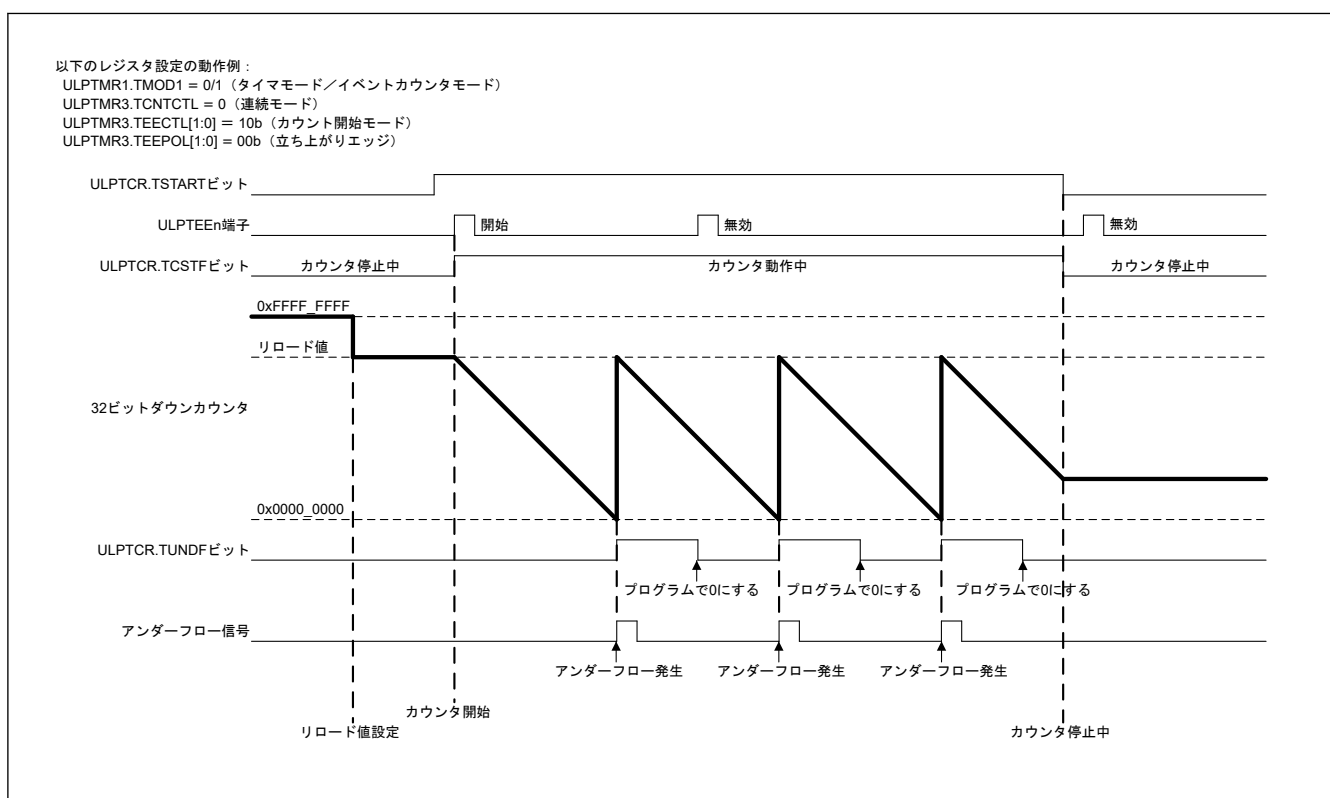 以下のレジスタ設定の動作例：
ULPTMR1.TMOD1 = 0/1（タイマモード／イベントカウンタモード）
ULPTMR3.TCNTCTL = 0（連続モード）
ULPTMR3.TEECTL[1:0] = 10b（カウント開始モード）
ULPTMR3.TEEPOL[1:0] = 00b（立ち上がりエッジ）
ULPTCR.TSTARTビット
ULPTEEn端子 開始 無効 無効
ULPTCR.TCSTFビット カウンタ停止中 カウンタ動作中 カウンタ停止中
0xFFFF_FFFF
リロード値
32ビットダウンカウンタ
0x0000_0000
ULPTCR.TUNDFビット
プログラムで0にする プログラムで0にする プログラムで0にする
アンダーフロー信号
アンダーフロー発生 アンダーフロー発生 アンダーフロー発生
カウンタ開始
リロード値設定 カウンタ停止中